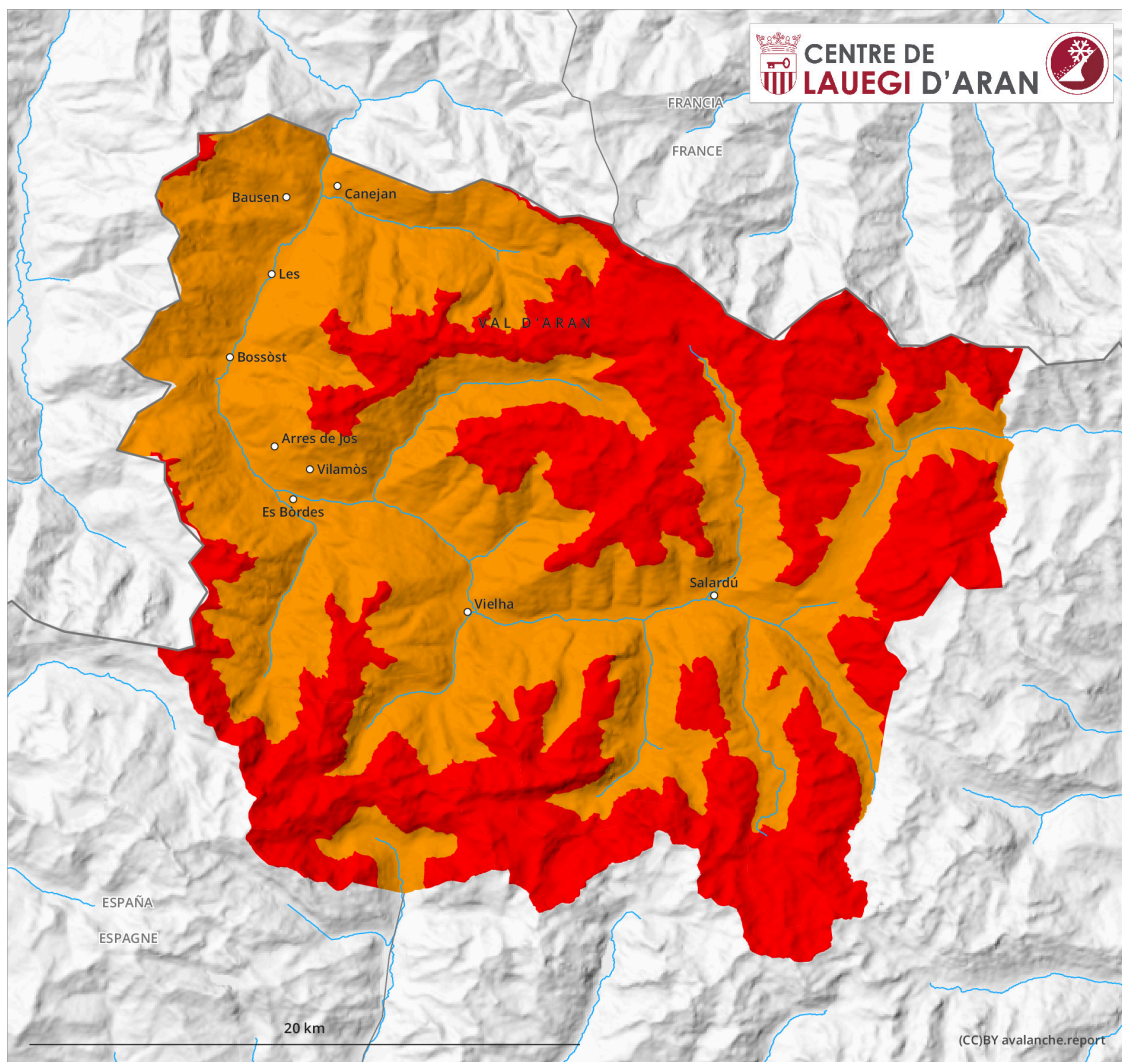 CENTRE DE
LAUEGI D'ARAN
FRANCIA
FRANCE
Bausen
Canejan
Les
VAL D'ARAN
Bossòst
Arres de Jos
Vilamòs
Es Bòrdes
Salardú
Vielha
ESPAÑA
ESPAGNE
20 km
(CC)BY avalanche.report